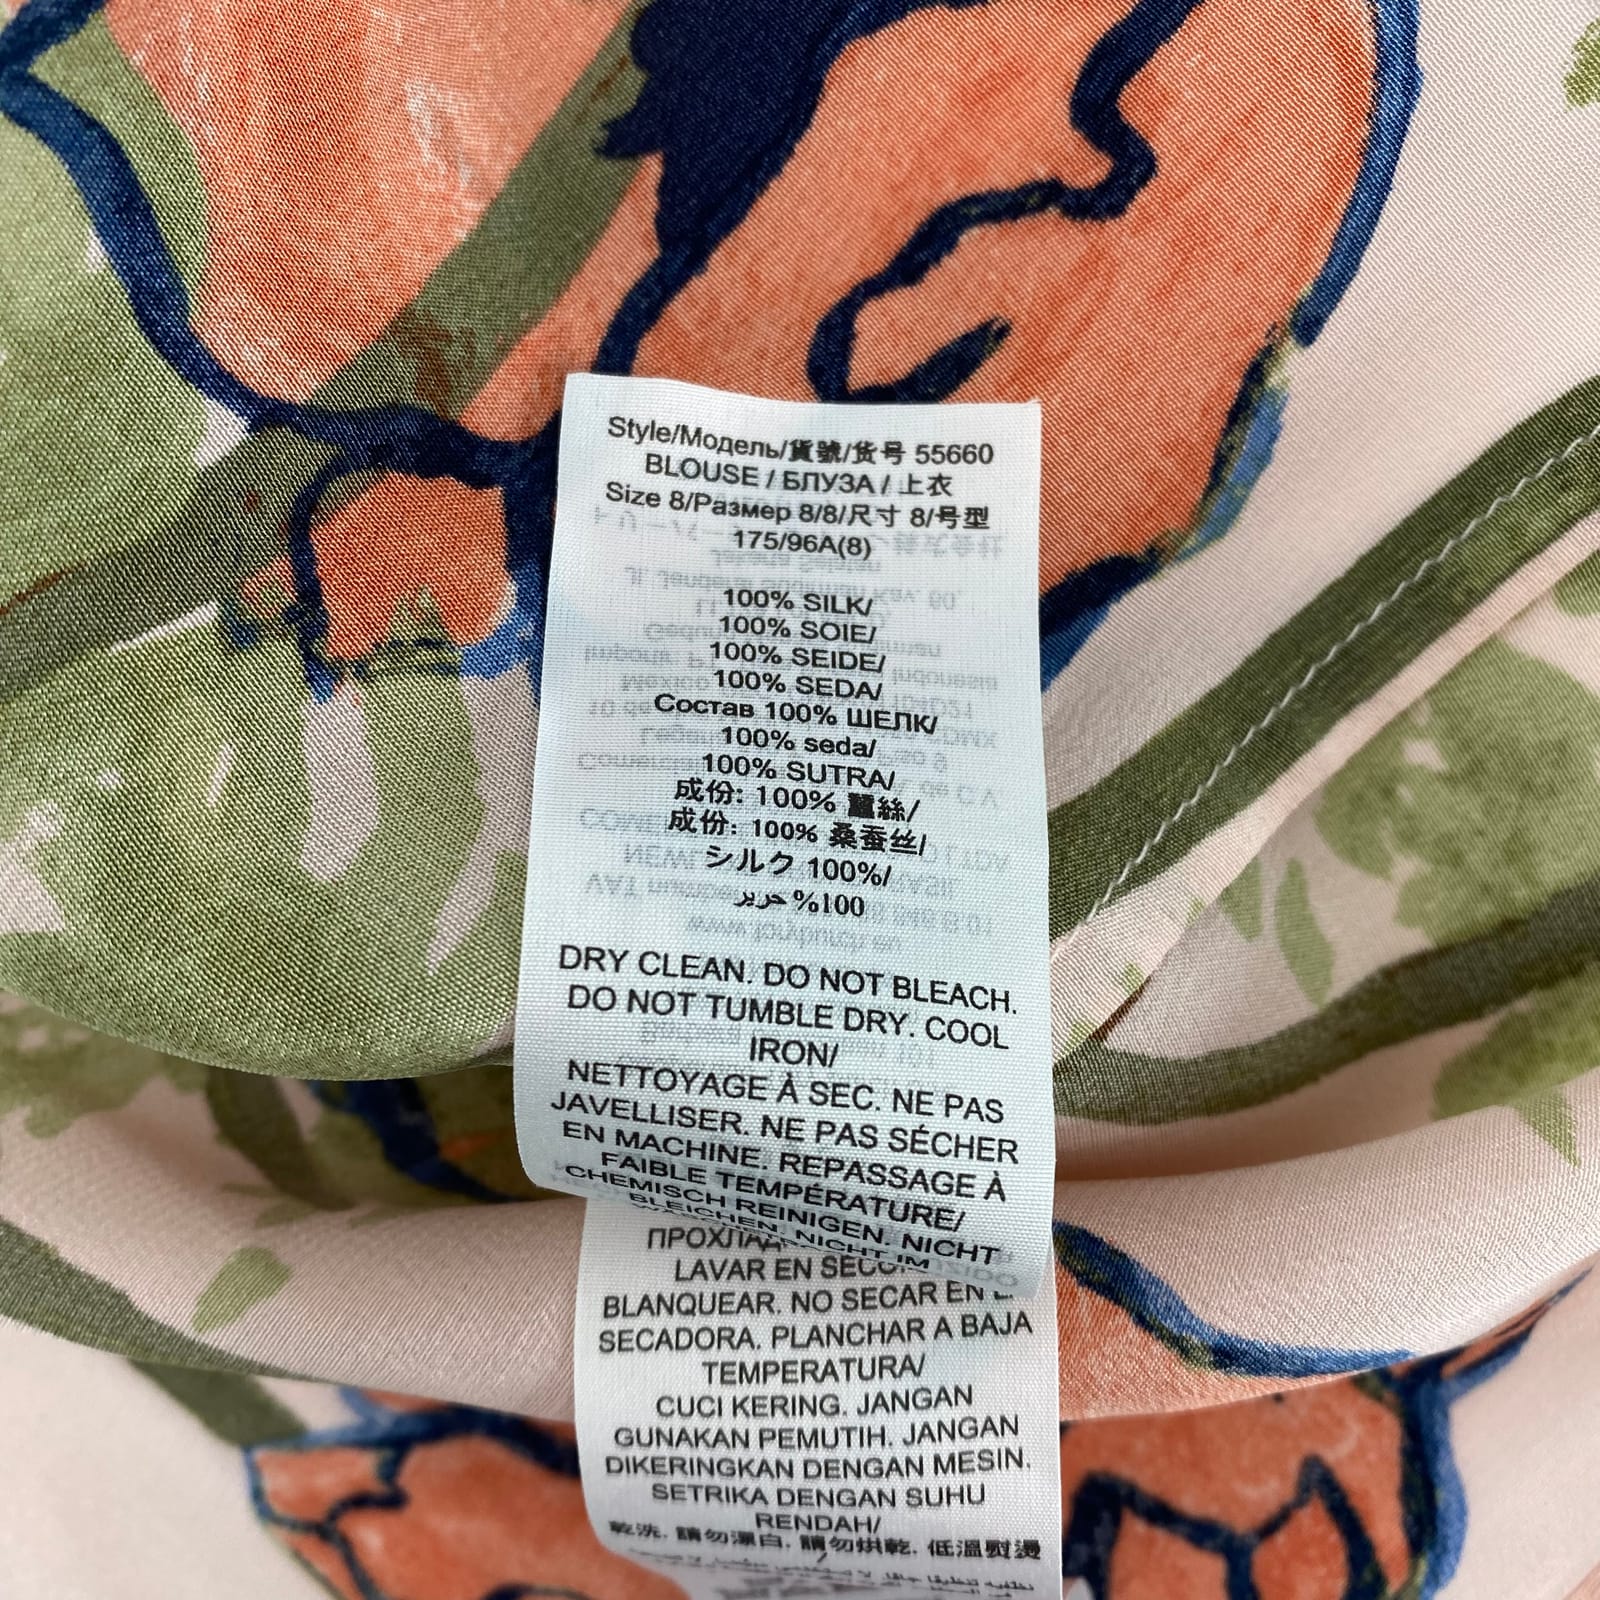 Style/Модель/貨號/货号 55660
BLOUSE / БЛУЗА / 上衣
Size 8/Размер 8/8/尺寸 8/号型
175/96A(8)
100% SILK/
100% SOIE/
100% SEIDE/
100% SEDA/
Состав 100% ШЕЛК/
100% seda/
100% SUTRA/
成份: 100% 蠶絲/
成份: 100% 桑蚕丝/
シルク 100%/
100% حرير
DRY CLEAN. DO NOT BLEACH.
DO NOT TUMBLE DRY. COOL
IRON/
NETTOYAGE À SEC. NE PAS
JAVELLISER. NE PAS SÉCHER
EN MACHINE. REPASSAGE À
FAIBLE TEMPÉRATURE/
CHEMISCH REINIGEN. NICHT
BLEICHEN. NICHT IM
LAVAR EN
BLANQUEAR. NO SECAR EN
SECADORA. PLANCHAR A BAJA
TEMPERATURA/
CUCI KERING. JANGAN
GUNAKAN PEMUTIH. JANGAN
DIKERINGKAN DENGAN MESIN.
SETRIKA DENGAN SUHU
RENDAH/
乾洗. 請勿漂白. 請勿烘乾. 低溫熨燙
/